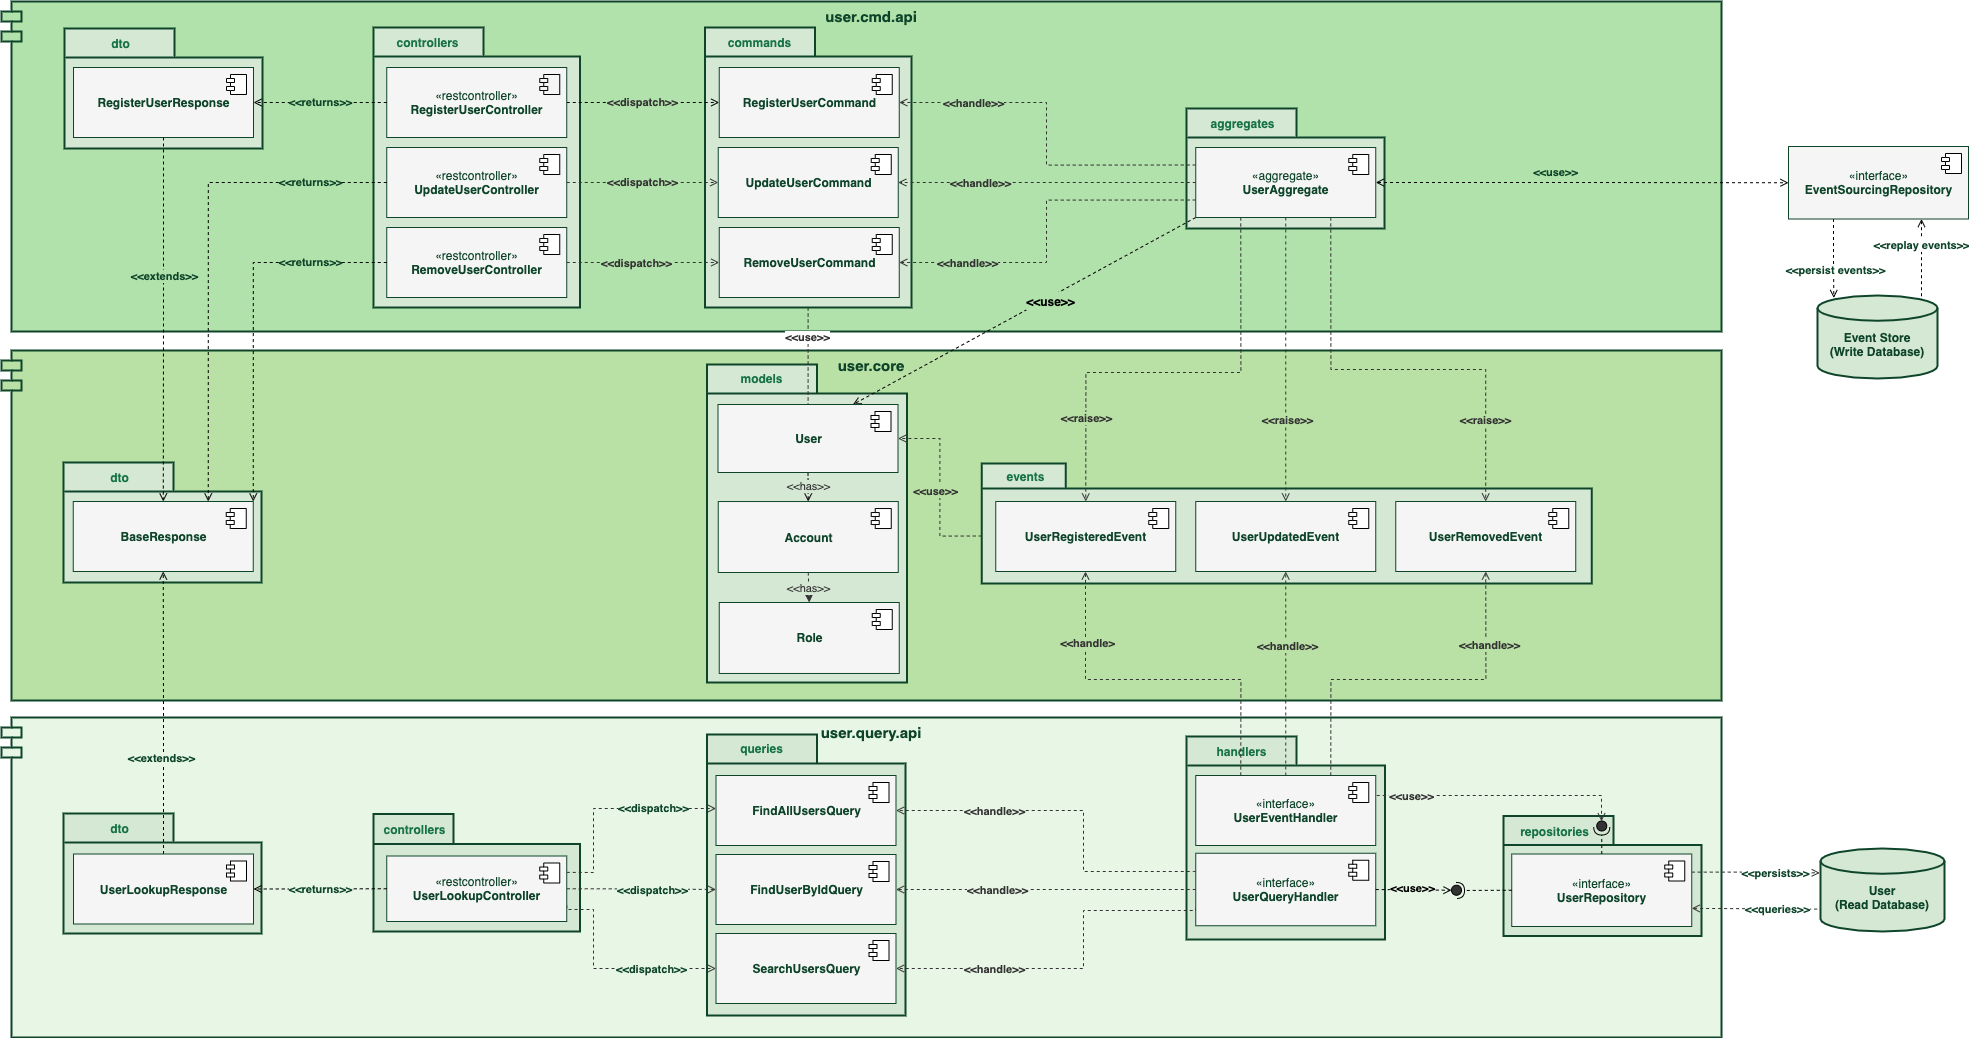 user.cmd.api
dto
controllers
commands
RegisterUserResponse
<<returns>>
«restcontroller»
RegisterUserController
<<dispatch>>
RegisterUserCommand
<<handle>>
aggregates
<<returns>>
«restcontroller»
UpdateUserController
<<dispatch>>
UpdateUserCommand
<<handle>>
«aggregate»
UserAggregate
<<use>>
«interface»
EventSourcingRepository
<<extends>>
<<returns>>
«restcontroller»
RemoveUserController
<<dispatch>>
RemoveUserCommand
<<handle>>
<<replay events>>
<<persist events>>
<<use>>
<<use>>
Event Store
(Write Database)
user.core
models
User
<<raise>>
<<raise>>
<<raise>>
dto
<<has>>
<<use>>
events
BaseResponse
Account
UserRegisteredEvent
UserUpdatedEvent
UserRemovedEvent
<<has>>
Role
<<handle>
<<handle>>
<<handle>>
user.query.api
<<extends>>
queries
handlers
dto
controllers
<<dispatch>>
FindAllUsersQuery
<<handle>>
«interface»
UserEventHandler
<<use>>
repositories
UserLookupResponse
<<returns>>
«restcontroller»
UserLookupController
<<dispatch>>
FindUserByIdQuery
<<handle>>
«interface»
UserQueryHandler
<<use>>
«interface»
UserRepository
<<persists>>
<<queries>>
User
(Read Database)
<<dispatch>>
SearchUsersQuery
<<handle>>